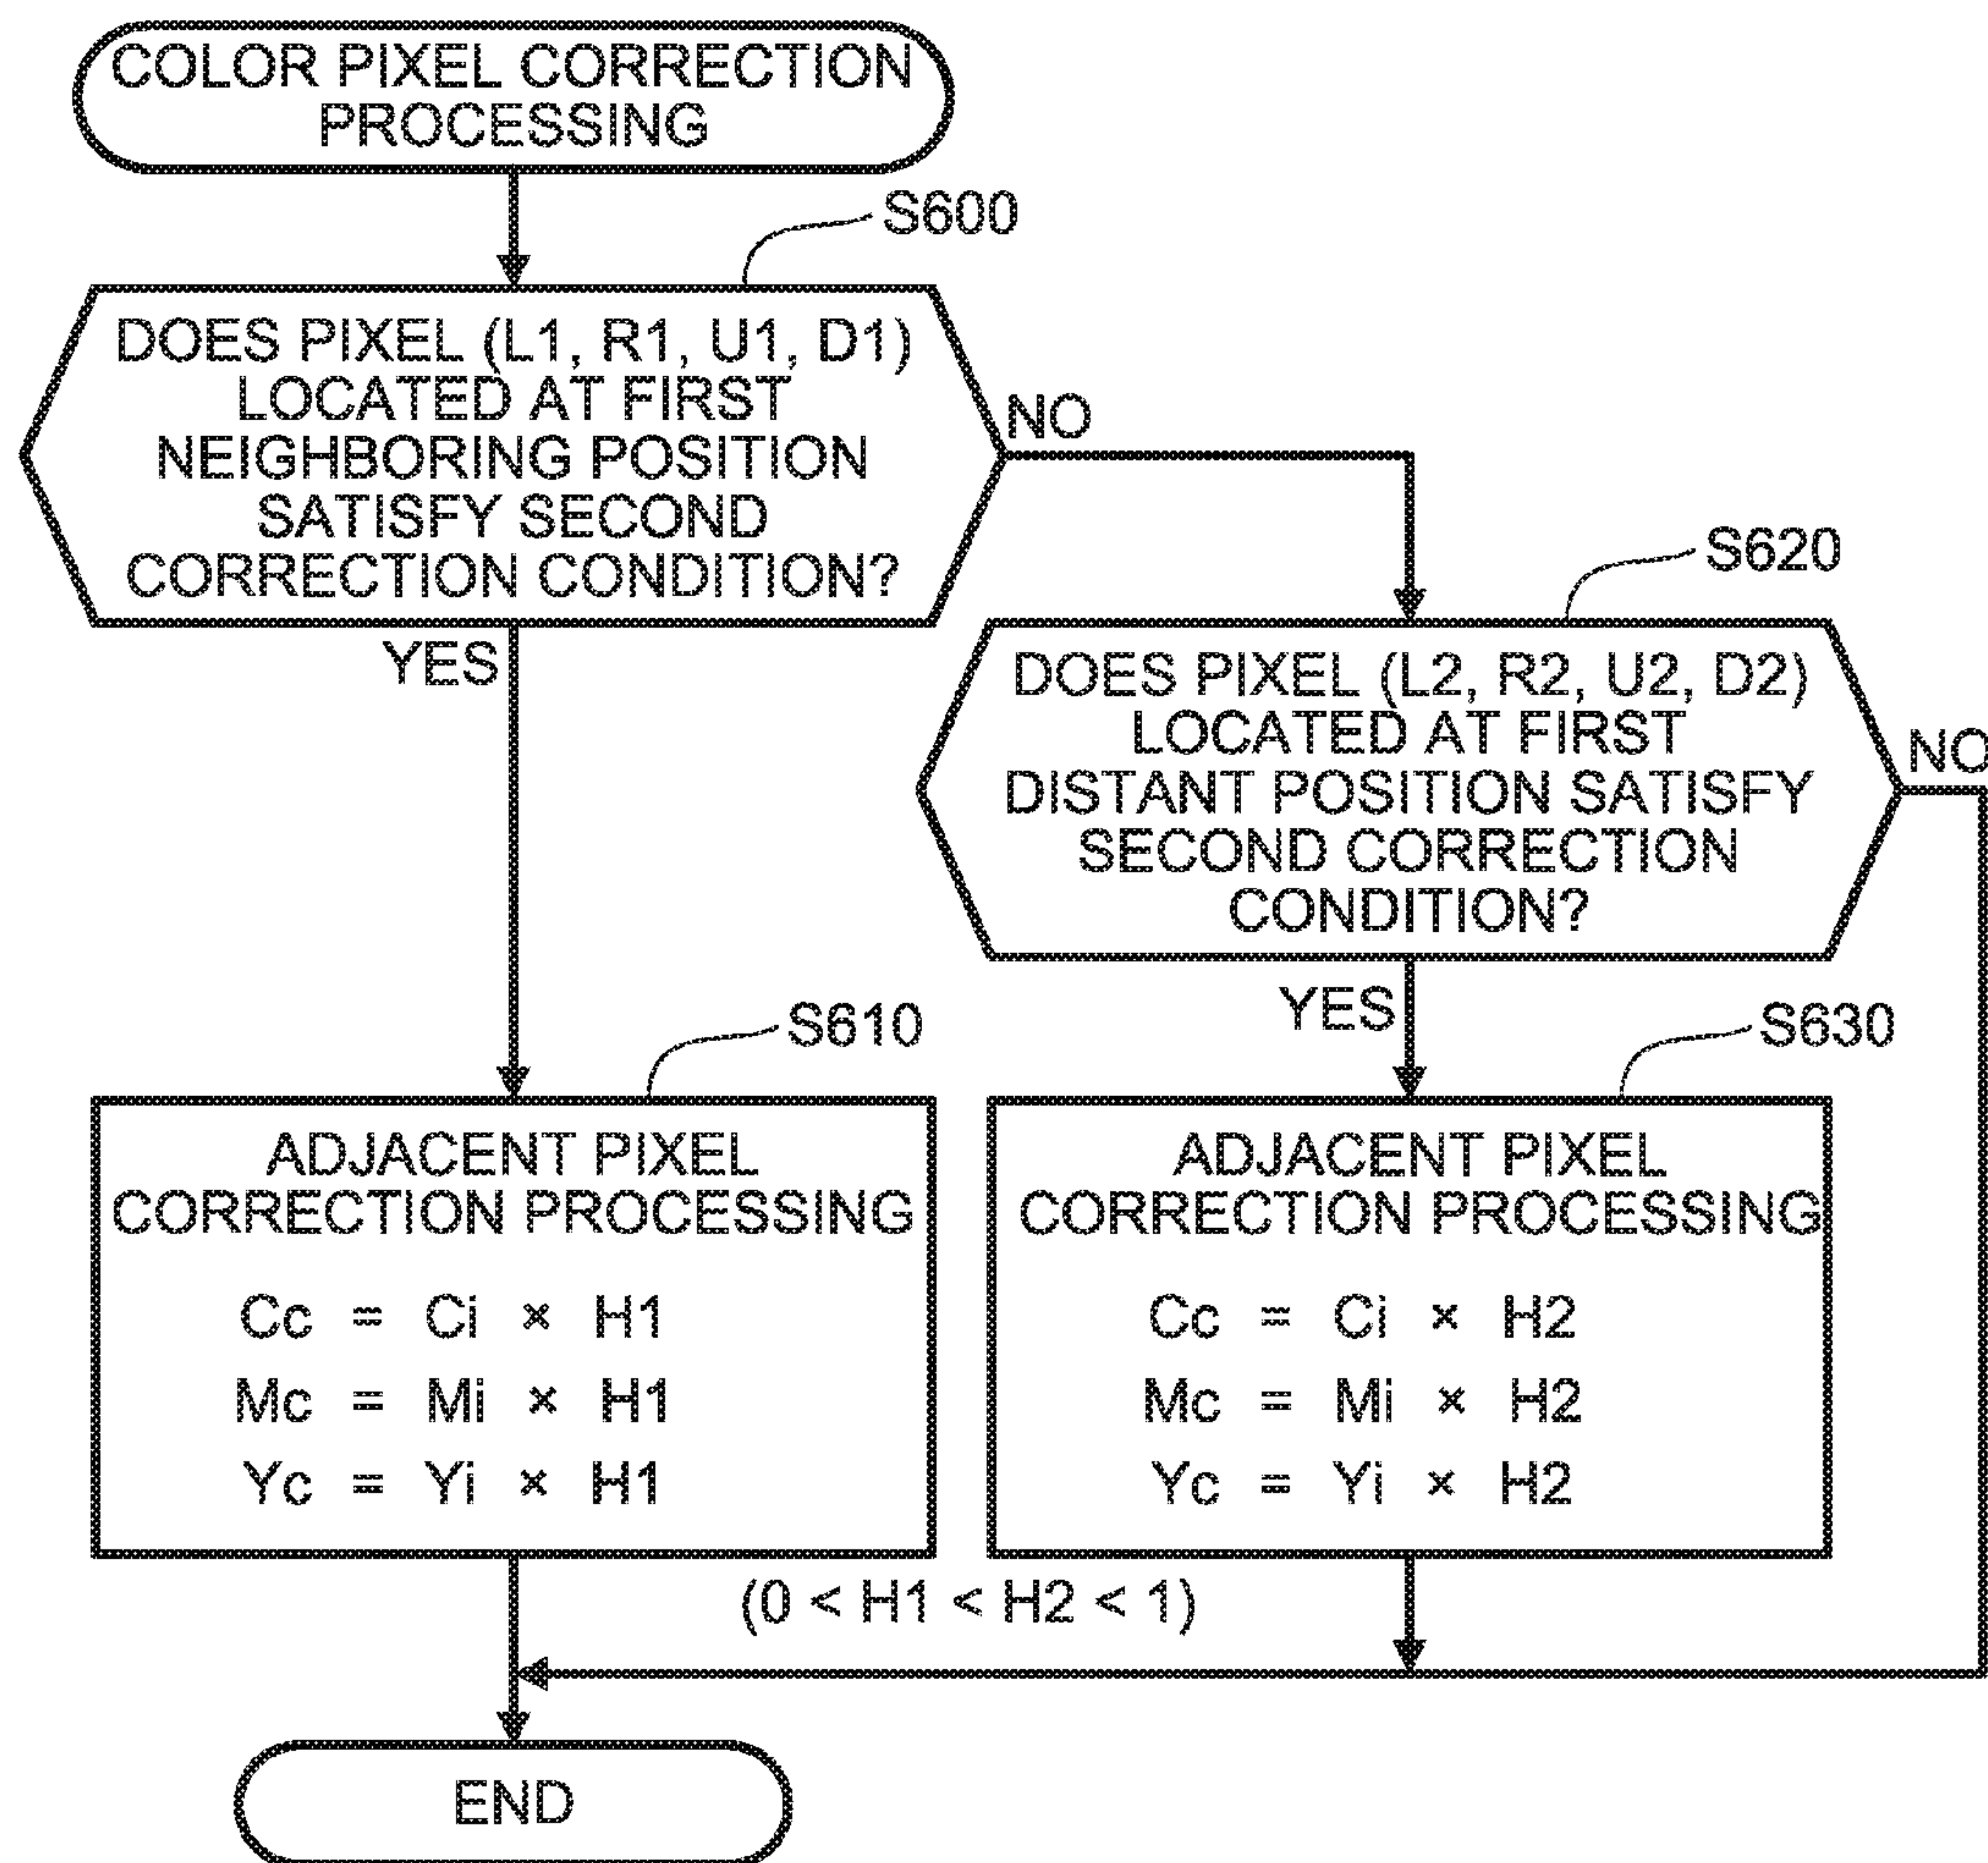 COLOR PIXEL CORRECTION
PROCESSING
S600
DOES PIXEL (L1, R1, U1, D1)
LOCATED AT FIRST
NEIGHBORING POSITION
SATISFY SECOND
CORRECTION CONDITION?
NO
YES
S620
DOES PIXEL (L2, R2, U2, D2)
LOCATED AT FIRST
DISTANT POSITION SATISFY
SECOND CORRECTION
CONDITION?
NO
YES
S610
ADJACENT PIXEL
CORRECTION PROCESSING
Cc = Ci × H1
Mc = Mi × H1
Yc = Yi × H1
S630
ADJACENT PIXEL
CORRECTION PROCESSING
Cc = Ci × H2
Mc = Mi × H2
Yc = Yi × H2
(0 < H1 < H2 < 1)
END